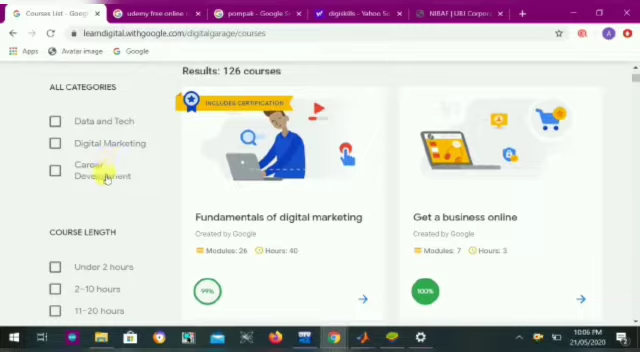 Courses List - Goog
udemy free online c
pompak - Google Se
digiskills - Yahoo Se
NIBAF | URI Corpora
learndigital.withgoogle.com/digitalgarage/courses
Apps
Avatar image
Google
Results: 126 courses
ALL CATEGORIES
Data and Tech
Digital Marketing
Career
Development
COURSE LENGTH
Under 2 hours
2–10 hours
11-20 hours
INCLUDES CERTIFICATION
Fundamentals of digital marketing
Created by Google
Modules: 26 Hours: 40
99%
Get a business online
Created by Google
Modules: 7 Hours: 3
100%
10:06 PM
21/05/2020